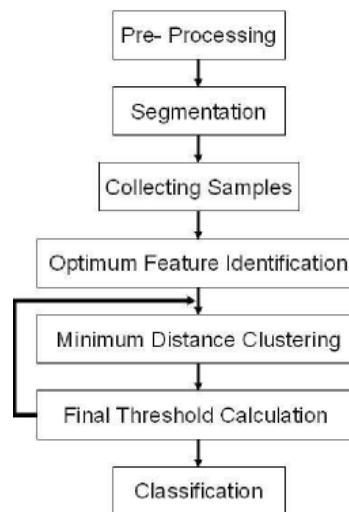 Pre- Processing
Segmentation
Collecting Samples
Optimum Feature Identification
Minimum Distance Clustering
Final Threshold Calculation
Classification